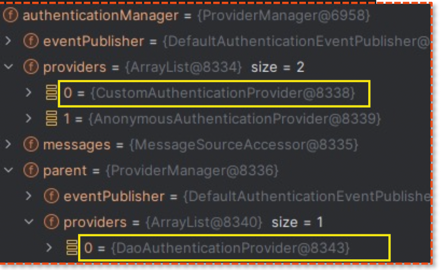 authenticationManager = {ProviderManager@6958}
eventPublisher = {DefaultAuthenticationEventPublisher@
providers = {ArrayList@8334} size = 2
0 = {CustomAuthenticationProvider@8338}
1 = {AnonymousAuthenticationProvider@8339}
messages = {MessageSourceAccessor@8335}
parent = {ProviderManager@8336}
eventPublisher = {DefaultAuthenticationEventPublishe
providers = {ArrayList@8340} size = 1
0 = {DaoAuthenticationProvider@8343}